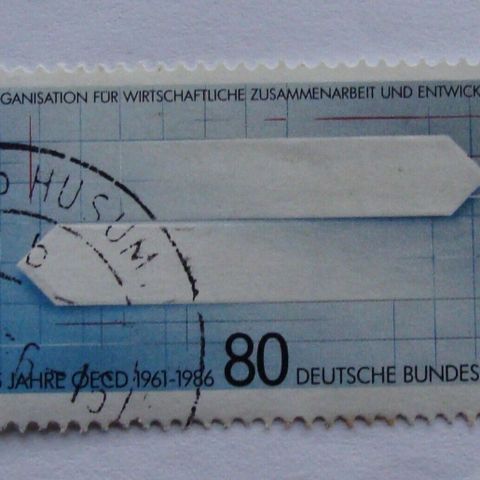 GANISATION FÜR WIRTSCHAFTLICHE ZUSAMMENARBEIT UND ENTWICK
HUSUM
JAHRE OECD 1961-1986 80 DEUTSCHE BUNDES